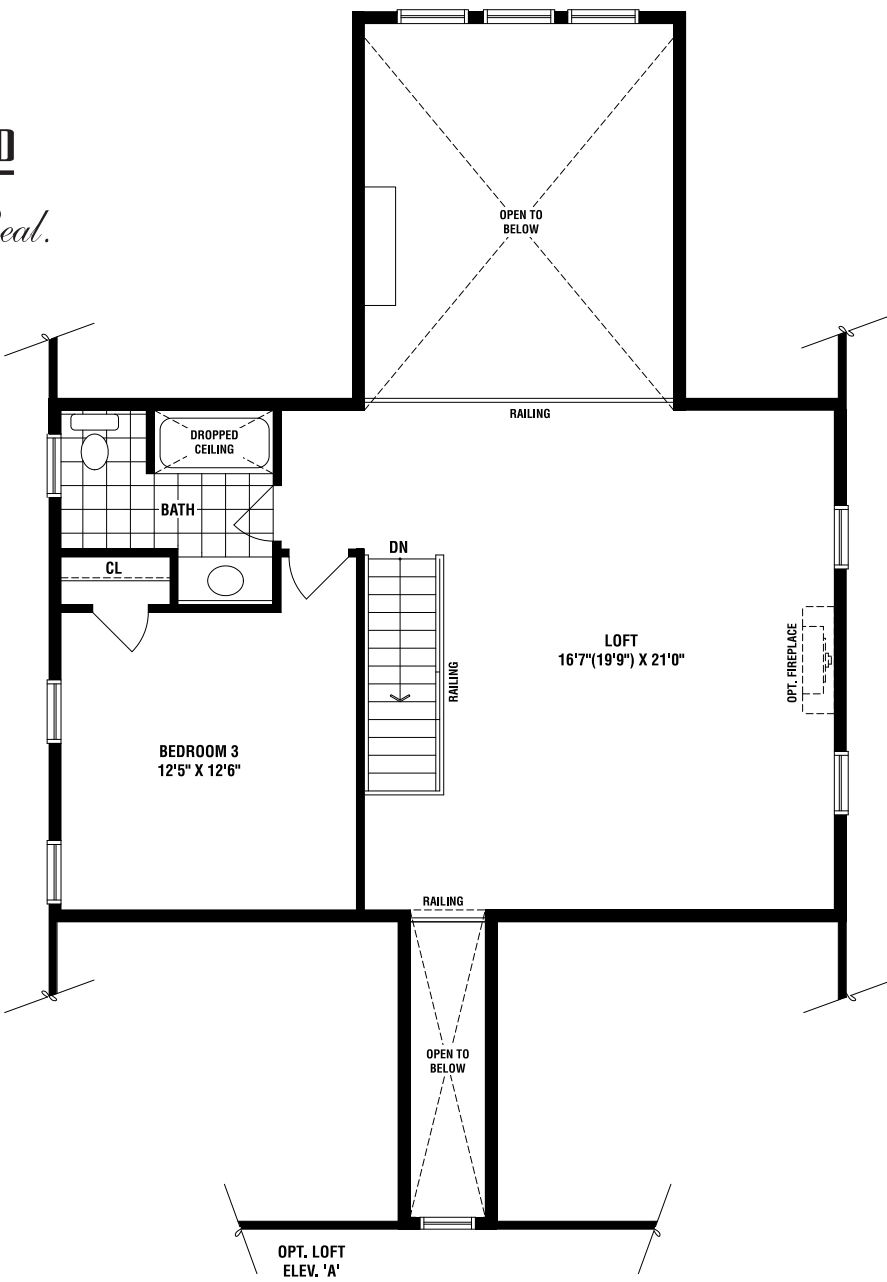 OPEN TO
BELOW
RAILING
DROPPED
CEILING
BATH
CL
DN
RAILING
LOFT
16'7"(19'9") X 21'0"
OPT. FIREPLACE
BEDROOM 3
12'5" X 12'6"
RAILING
OPEN TO
BELOW
OPT. LOFT
ELEV. 'A'